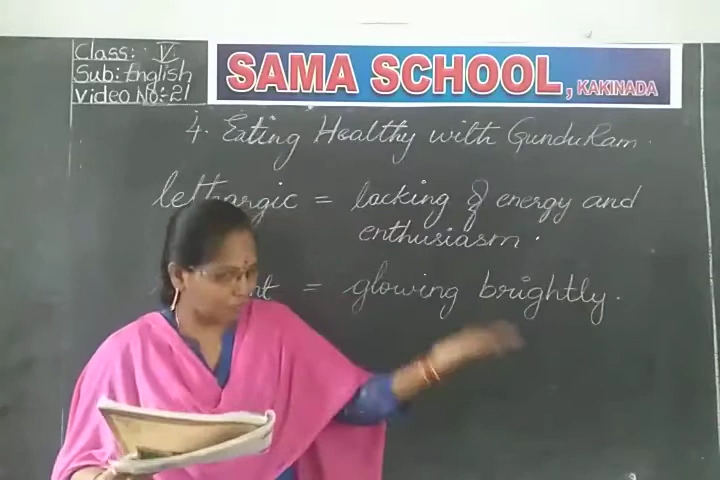 Class: V
Sub: English
Video No:-21
SAMA SCHOOL, KAKINADA
4. Eating Healthy with GunduRam.
lethargic = lacking of energy and
enthusiasm.
= glowing brightly.